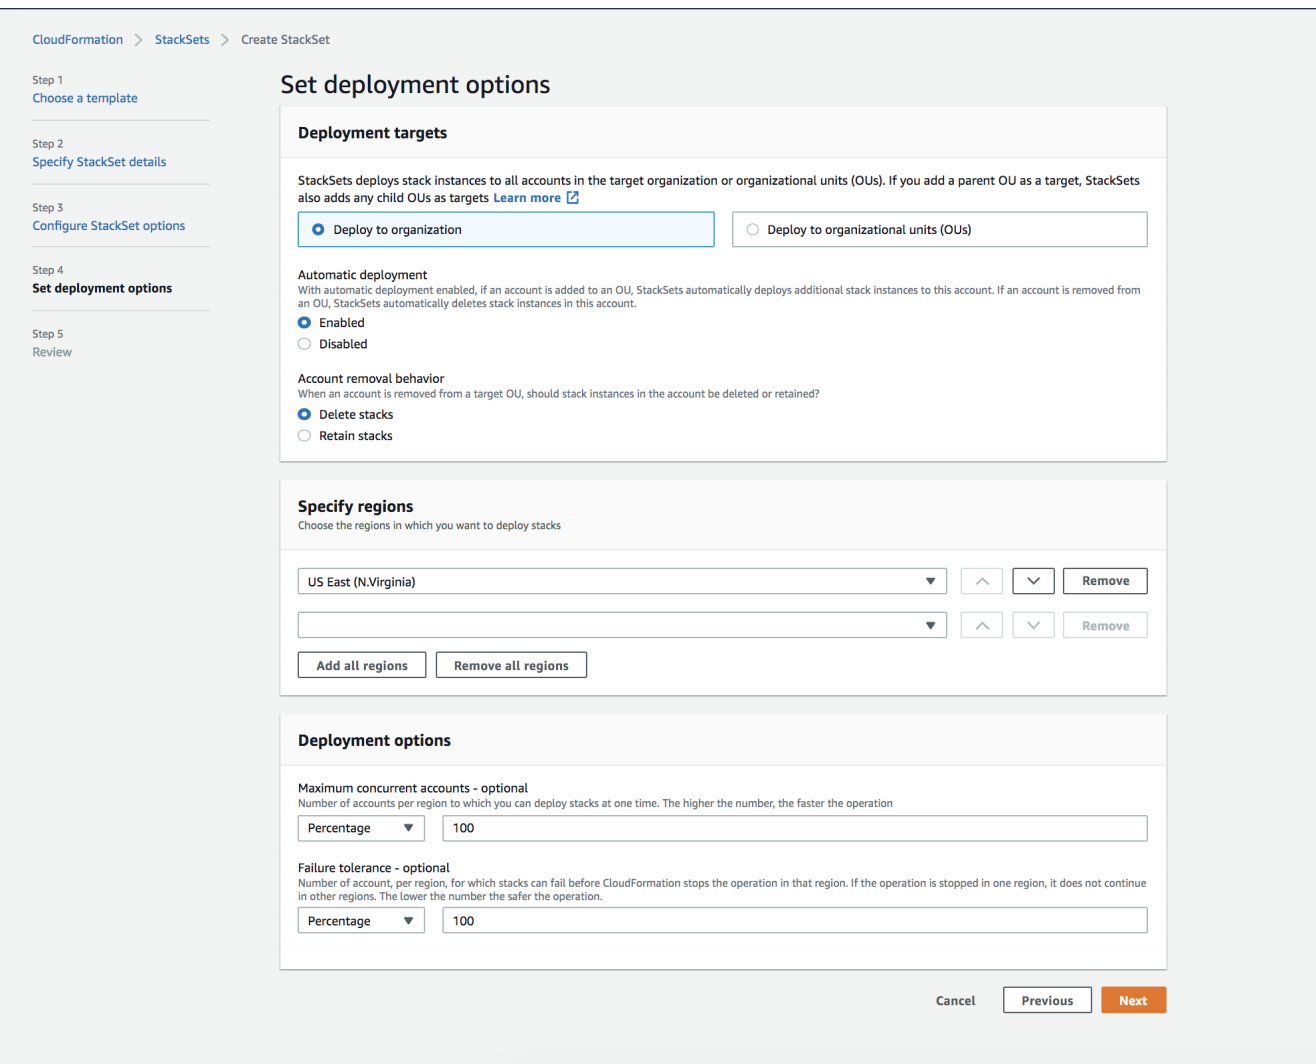 CloudFormation > StackSets > Create StackSet
Step 1
Choose a template
Step 2
Specify StackSet details
Step 3
Configure StackSet options
Step 4
Set deployment options
Step 5
Review
Set deployment options
Deployment targets
StackSets deploys stack instances to all accounts in the target organization or organizational units (OUs). If you add a parent OU as a target, StackSets
also adds any child OUs as targets Learn more
Deploy to organization
Deploy to organizational units (OUs)
Automatic deployment
With automatic deployment enabled, if an account is added to an OU, StackSets automatically deploys additional stack instances to this account. If an account is removed from
an OU, StackSets automatically deletes stack instances in this account.
Enabled
Disabled
Account removal behavior
When an account is removed from a target OU, should stack instances in the account be deleted or retained?
Delete stacks
Retain stacks
Specify regions
Choose the regions in which you want to deploy stacks
US East (N.Virginia)
Remove
Remove
Add all regions
Remove all regions
Deployment options
Maximum concurrent accounts - optional
Number of accounts per region to which you can deploy stacks at one time. The higher the number, the faster the operation
Percentage
100
Failure tolerance - optional
Number of account, per region, for which stacks can fail before CloudFormation stops the operation in that region. If the operation is stopped in one region, it does not continue
in other regions. The lower the number the safer the operation.
Percentage
100
Cancel
Previous
Next